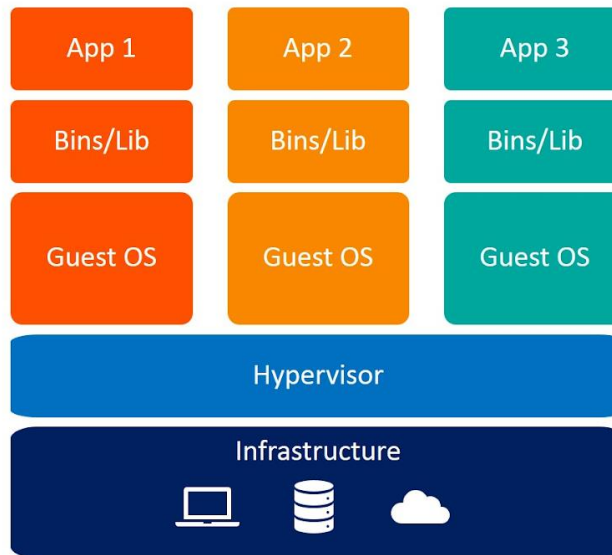 App 1
App 2
App 3
Bins/Lib
Bins/Lib
Bins/Lib
Guest OS
Guest OS
Guest OS
Hypervisor
Infrastructure